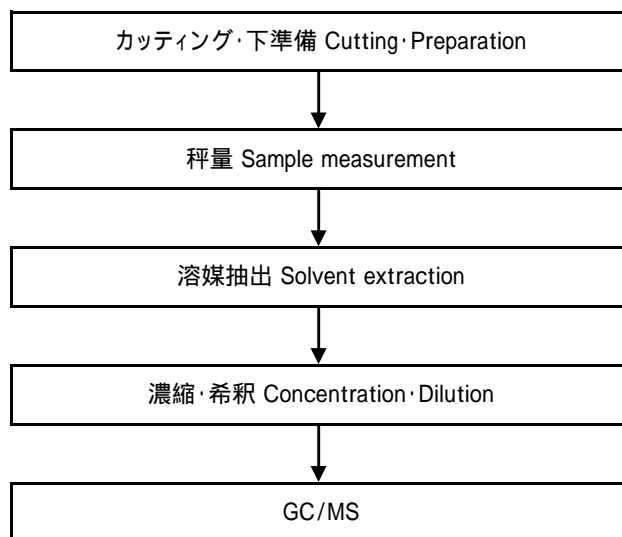 カッティング・下準備 Cutting・Preparation
秤量 Sample measurement
溶媒抽出 Solvent extraction
濃縮・希釈 Concentration・Dilution
GC/MS